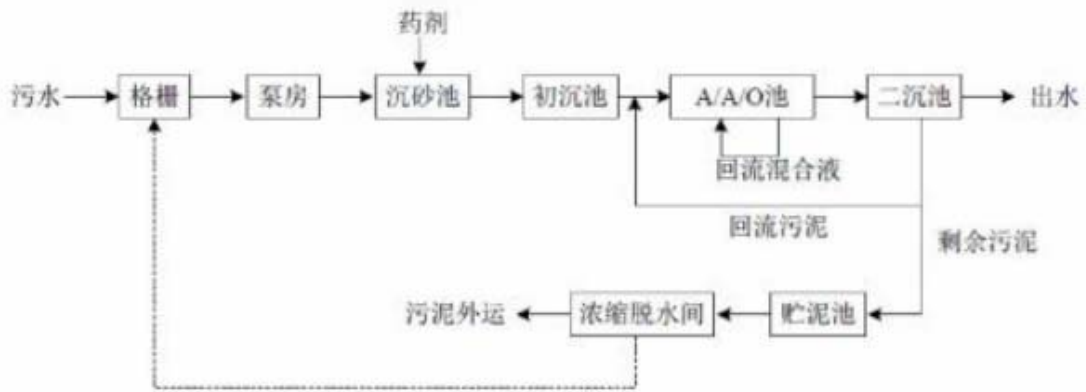 药剂
污水
格栅
泵房
沉砂池
初沉池
A/A/O池
二沉池
出水
回流混合液
回流污泥
剩余污泥
污泥外运
浓缩脱水间
贮泥池